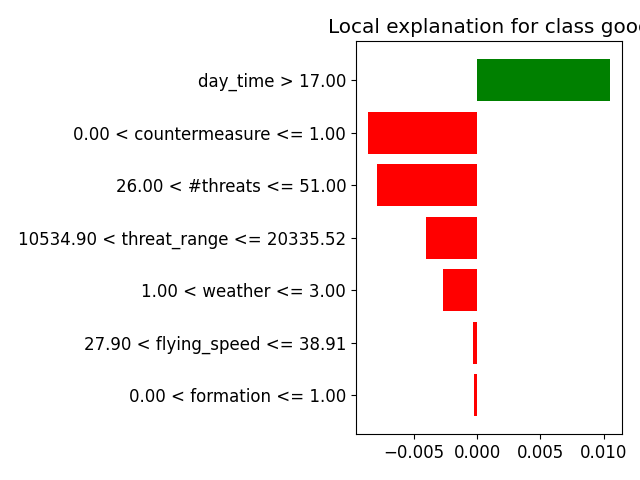 Local explanation for class goo
day_time > 17.00
0.00 < countermeasure <= 1.00
26.00 < #threats <= 51.00
10534.90 < threat_range <= 20335.52
1.00 < weather <= 3.00
27.90 < flying_speed <= 38.91
0.00 < formation <= 1.00
−0.005 0.000 0.005 0.010